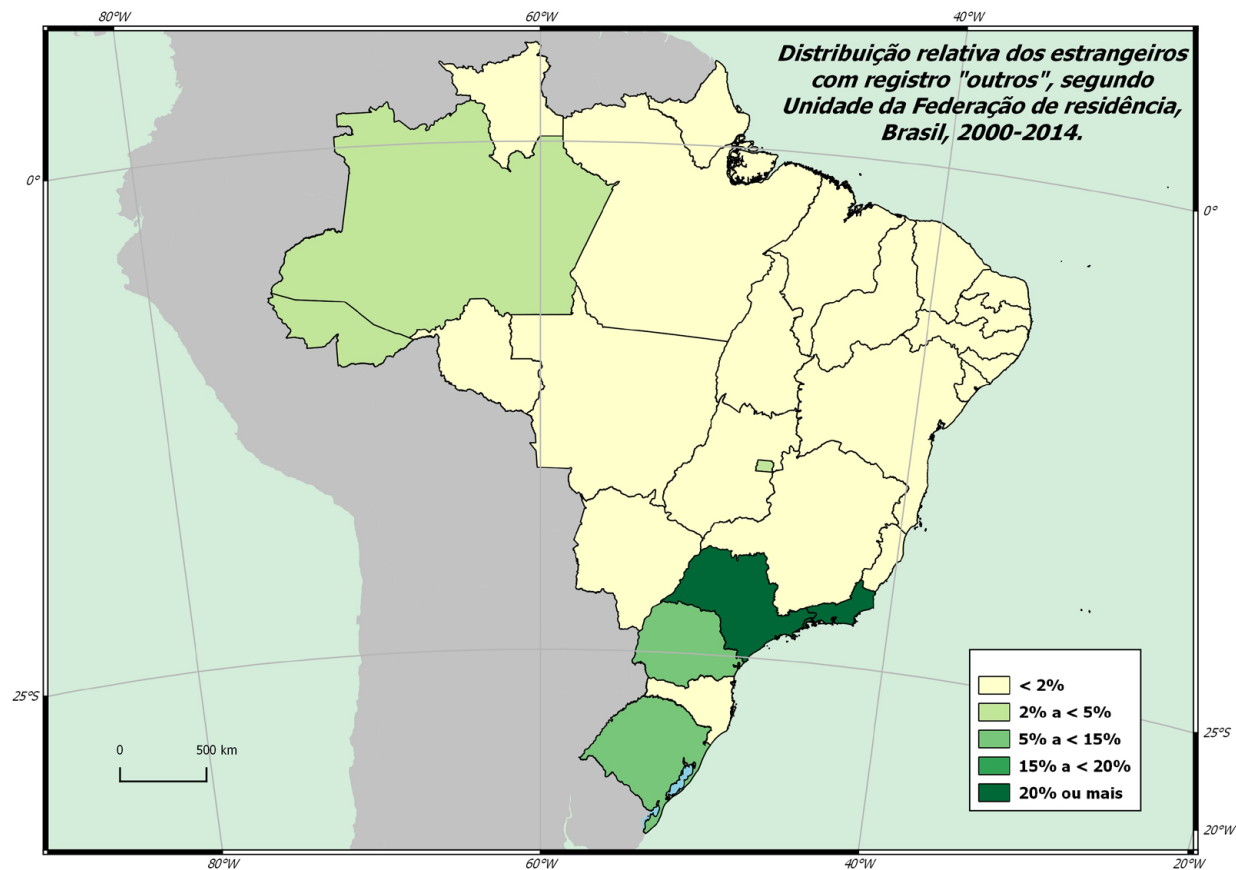 80°W
60°W
40°W
Distribuição relativa dos estrangeiros
com registro "outros", segundo
Unidade da Federação de residência,
Brasil, 2000-2014.
0°
0°
25°S
25°S
20°W
0 500 km
< 2%
2% a < 5%
5% a < 15%
15% a < 20%
20% ou mais
80°W
60°W
40°W
20°W